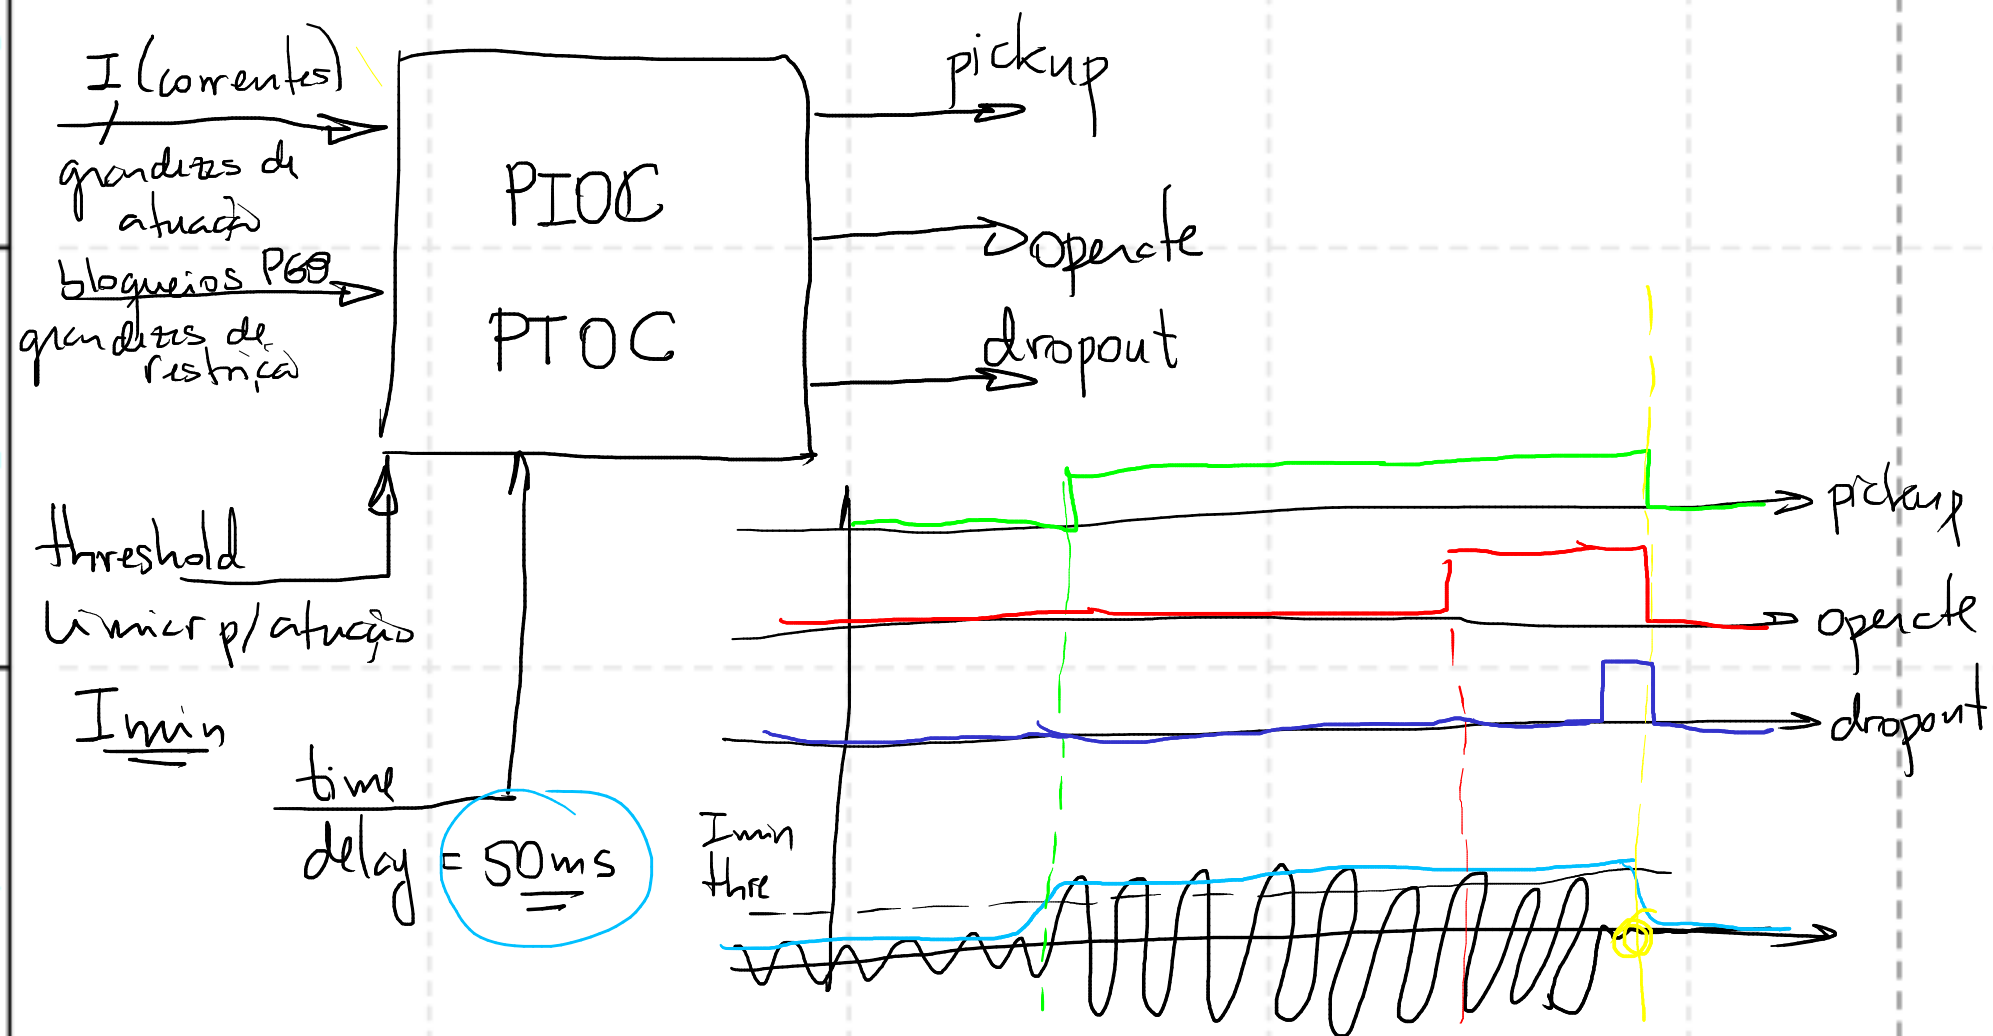 I (correntes)
grandezas de
atuação
bloqueios
grandezas de
restrição
PIOC
PTOC
pickup
operate
dropout
threshold
limiar p/ atuação
Imin
time
delay = 50ms
pickup
operate
dropout
Imin
thre